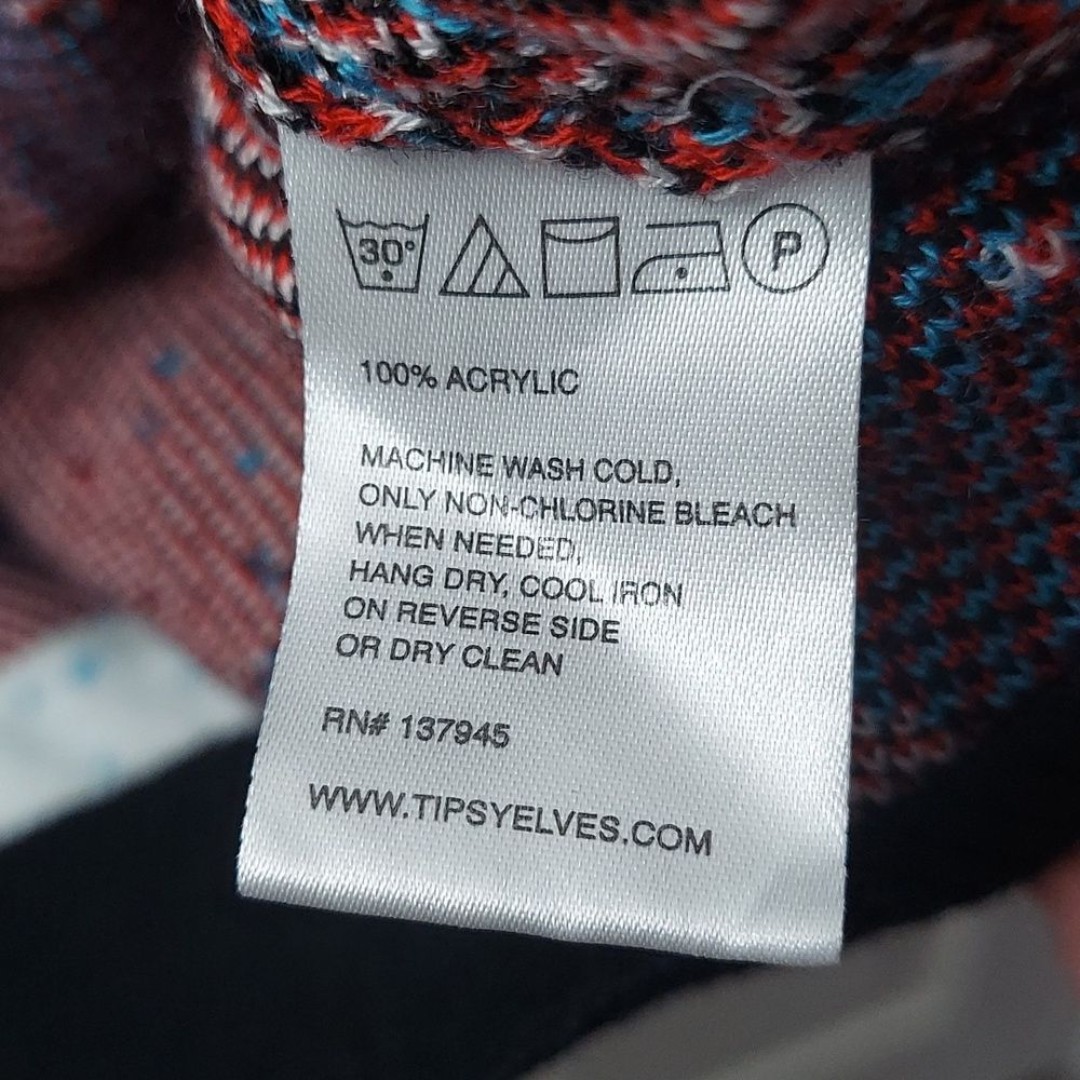 30°
P
100% ACRYLIC
MACHINE WASH COLD,
ONLY NON-CHLORINE BLEACH
WHEN NEEDED,
HANG DRY, COOL IRON
ON REVERSE SIDE
OR DRY CLEAN
RN# 137945
WWW.TIPSYELVES.COM